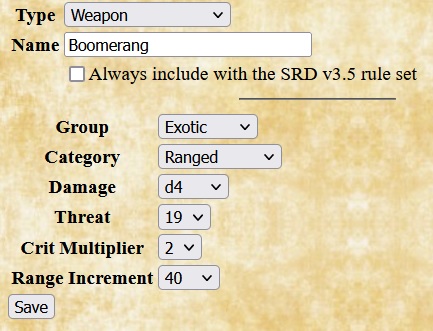 Type Weapon
Name Boomerang
Always include with the SRD v3.5 rule set
Group Exotic
Category Ranged
Damage d4
Threat 19
Crit Multiplier 2
Range Increment 40
Save